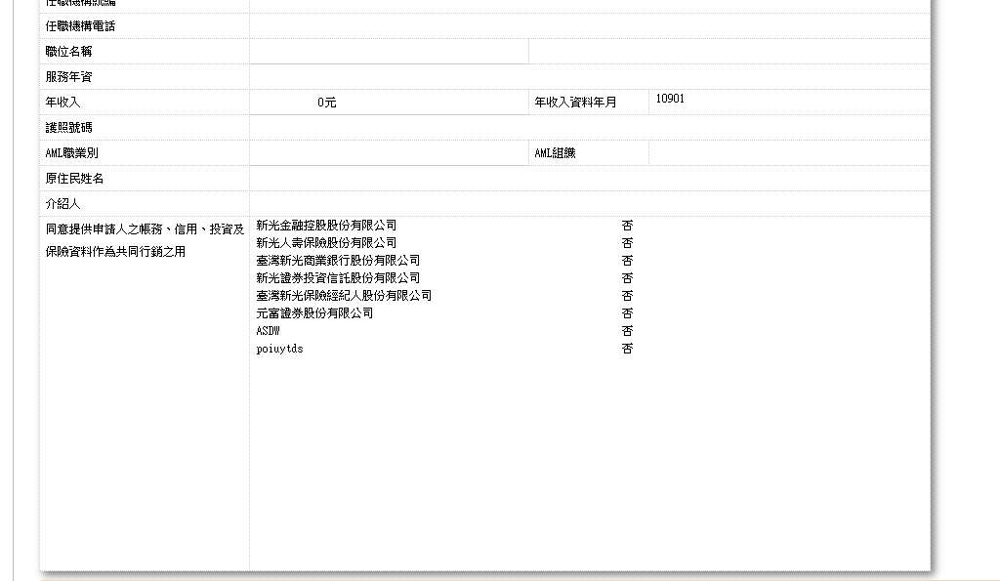 任職機構統編
任職機構電話
職位名稱
服務年資
年收入 0元 年收入資料年月 10901
護照號碼
AML職業別 AML組織
原住民姓名
介紹人
同意提供申請人之帳務、信用、投資及
保險資料作為共同行銷之用
新光金融控股股份有限公司 否
新光人壽保險股份有限公司 否
臺灣新光商業銀行股份有限公司 否
新光證券投資信託股份有限公司 否
臺灣新光保險經紀人股份有限公司 否
元富證券股份有限公司 否
ASDW 否
poiuytds 否